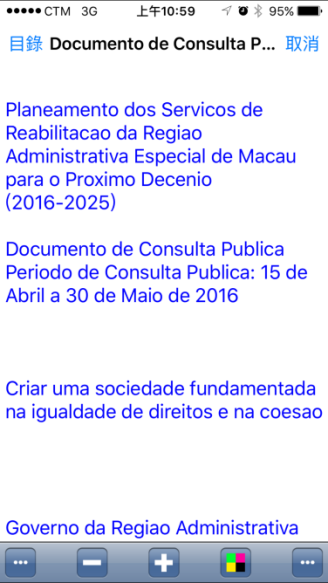 CTM 3G 上午10:59 95%
目錄 Documento de Consulta P... 取消
Planeamento dos Servicos de
Reabilitacao da Regiao
Administrativa Especial de Macau
para o Proximo Decenio
(2016-2025)
Documento de Consulta Publica
Periodo de Consulta Publica: 15 de
Abril a 30 de Maio de 2016
Criar uma sociedade fundamentada
na igualdade de direitos e na coesao
Governo da Regiao Administrativa